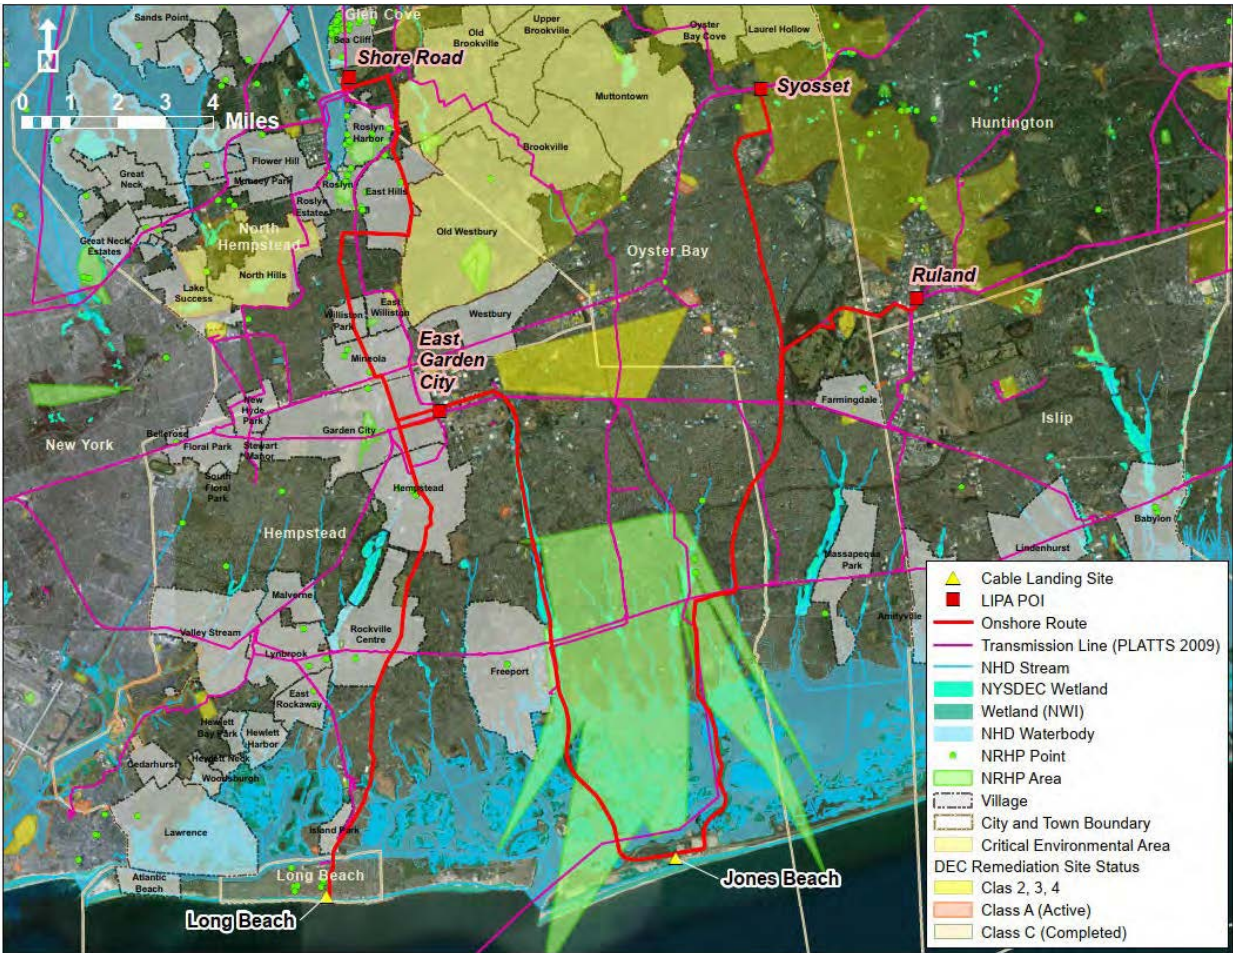 Sands Point
Glen Cove
Sea Cliff
Old
Brookville
Upper
Brookville
Oyster
Bay Cove
Laurel Hollow
N
Shore Road
Syosset
0 1 2 3 4
Miles
Muttontown
Huntington
Roslyn
Harbor
Brookville
Great
Neck
Flower Hill
Munsey Park
Roslyn
East Hills
Roslyn
Estates
North
Hempstead
Old Westbury
Great Neck
Estates
Oyster Bay
North Hills
Ruland
Lake
Success
East
Williston
Williston
Park
Westbury
East
Garden
City
Mineola
New
Hyde
Park
Farmingdale
Islip
New York
Bellerose
Floral Park
Stewart
Manor
Garden City
South
Floral
Park
Hempstead
Hempstead
Babylon
Lindenhurst
Massapequa
Park
Malverne
Amityville
Valley Stream
Rockville
Centre
Lynbrook
Freeport
East
Rockaway
Hewlett
Bay Park
Hewlett
Harbor
Hewlett Neck
Cedarhurst
Woodsburgh
Lawrence
Island Park
Atlantic
Beach
Long Beach
Jones Beach
Long Beach
Cable Landing Site
LIPA POI
Onshore Route
Transmission Line (PLATTS 2009)
NHD Stream
NYSDEC Wetland
Wetland (NWI)
NHD Waterbody
NRHP Point
NRHP Area
Village
City and Town Boundary
Critical Environmental Area
DEC Remediation Site Status
Clas 2, 3, 4
Class A (Active)
Class C (Completed)